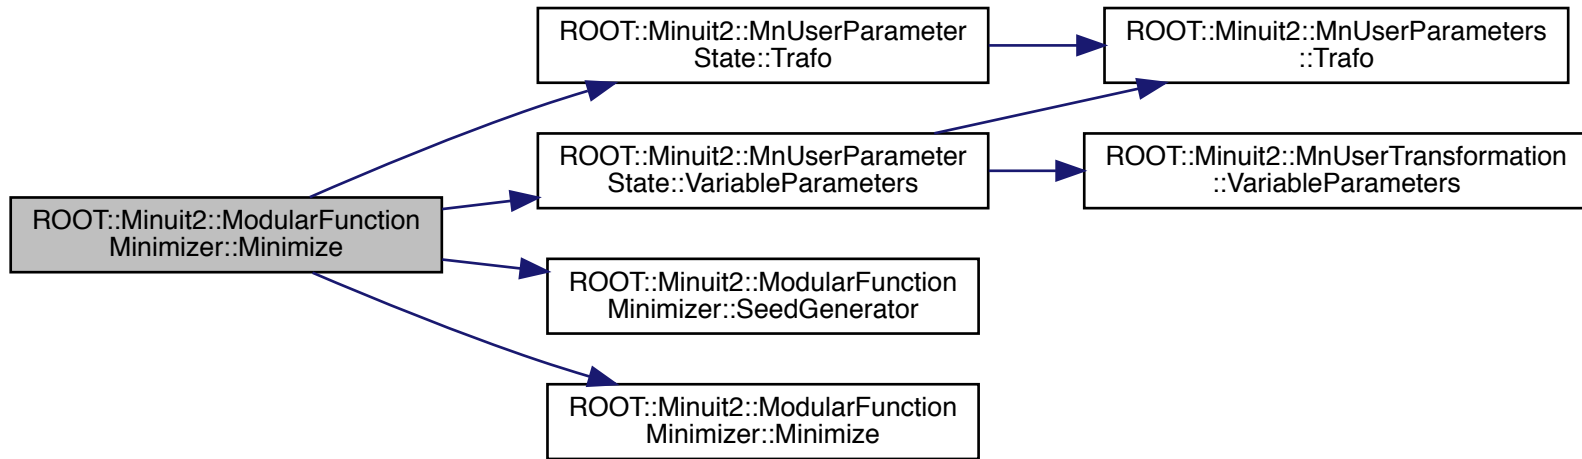 ROOT::Minuit2::MnUserParameter
State::Trafo
ROOT::Minuit2::MnUserParameters
::Trafo
ROOT::Minuit2::MnUserParameter
State::VariableParameters
ROOT::Minuit2::MnUserTransformation
::VariableParameters
ROOT::Minuit2::ModularFunction
Minimizer::Minimize
ROOT::Minuit2::ModularFunction
Minimizer::SeedGenerator
ROOT::Minuit2::ModularFunction
Minimizer::Minimize